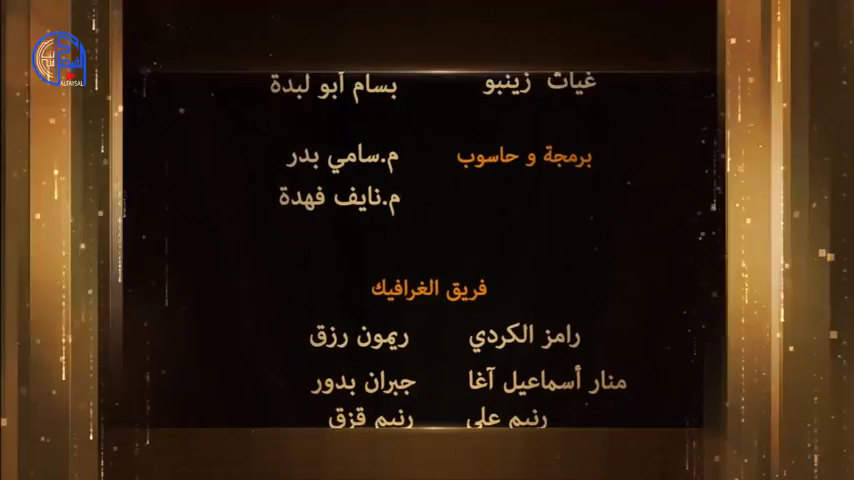 غياث زينبو بسام أبو لبدة
برمجة و حاسوب م.سامي بدر
م.نايف فهدة
فريق الغرافيك
رامز الكردي ريمون رزق
منار أسماعيل آغا جبران بدور
رنيم علي رنيم قزق
ALFAYSAL